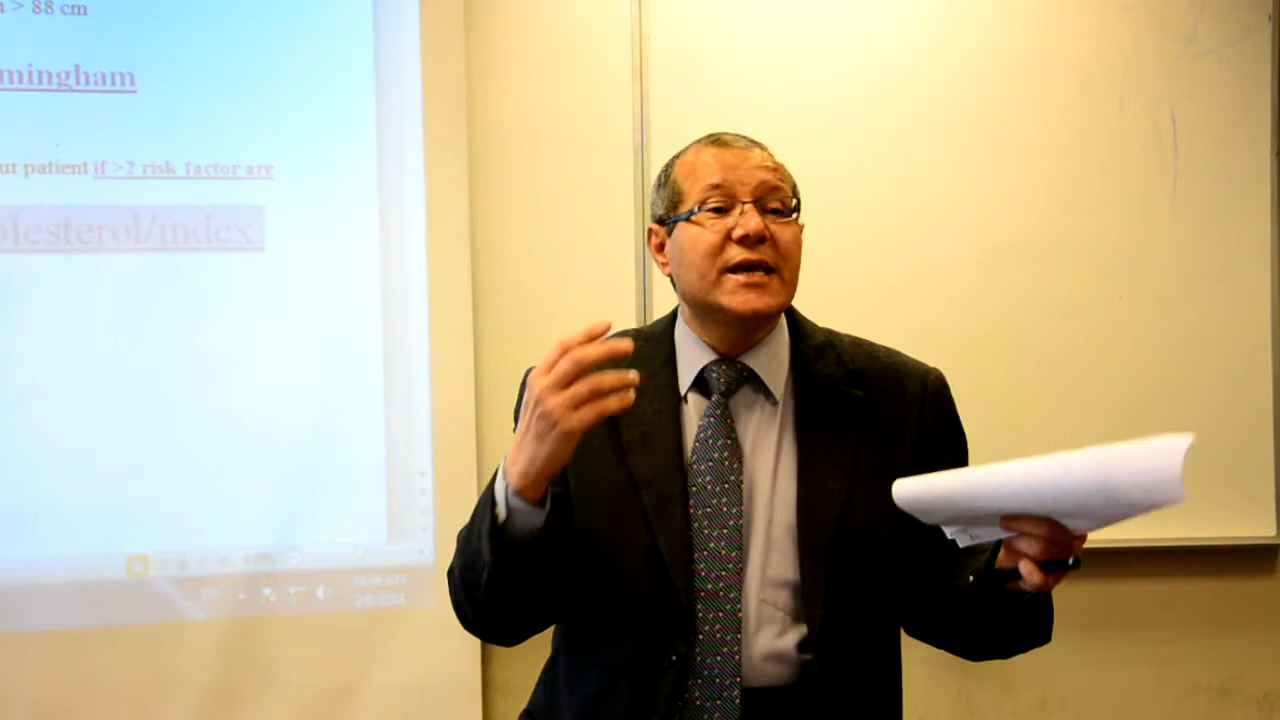 > 88 cm
mingham
ur patient if >2 risk factor are
olesterol/index